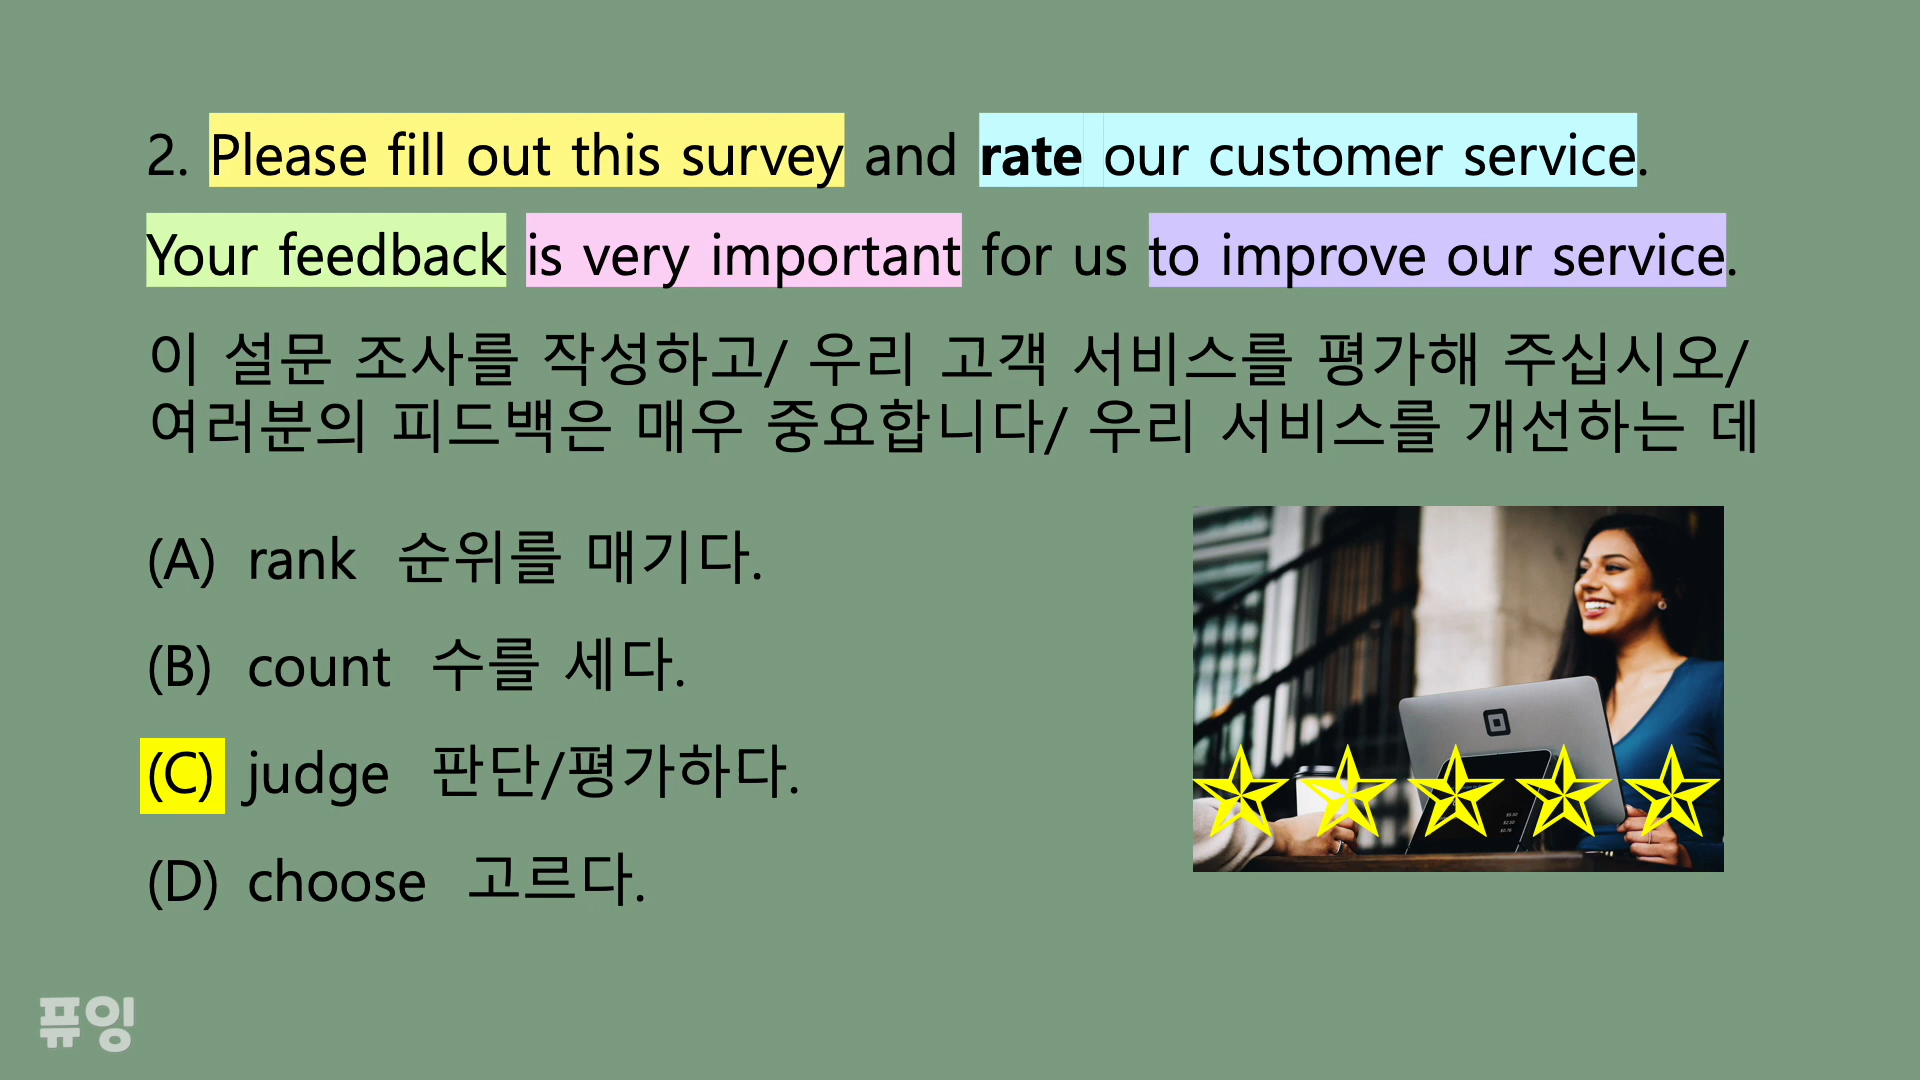 2. Please fill out this survey and rate our customer service.
Your feedback is very important for us to improve our service.
이 설문 조사를 작성하고/ 우리 고객 서비스를 평가해 주십시오/
여러분의 피드백은 매우 중요합니다/ 우리 서비스를 개선하는 데
(A) rank 순위를 매기다.
(B) count 수를 세다.
(C) judge 판단/평가하다.
(D) choose 고르다.
퓨잉